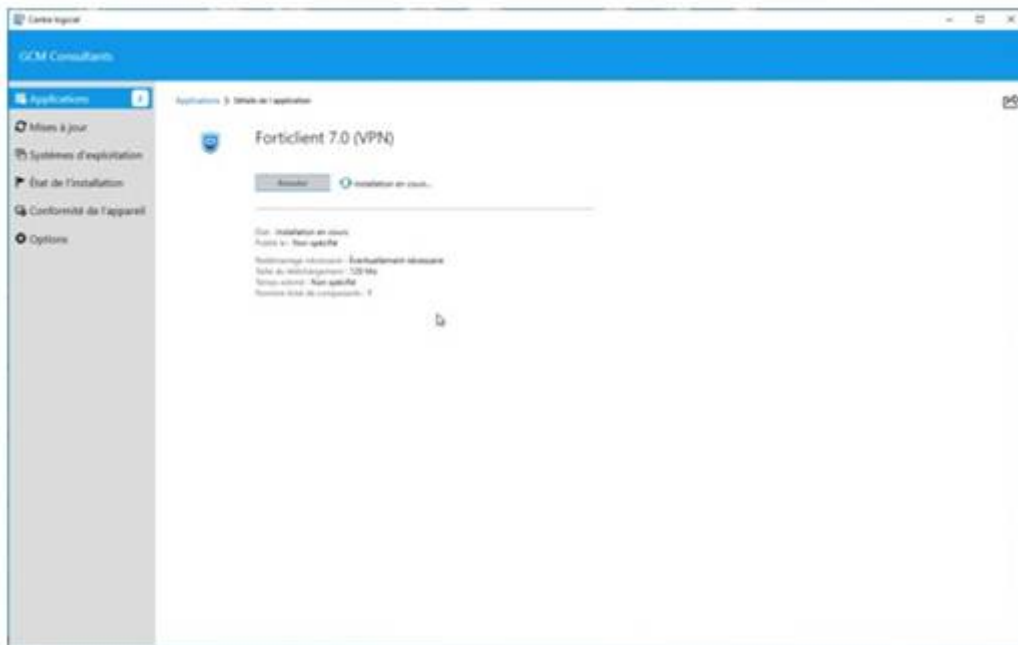 Centre logiciel
GCM Consultants
Applications
Applications > Détails de l'application
Mises à jour
Systèmes d'exploitation
État de l'installation
Conformité de l'appareil
Options
Forticlient 7.0 (VPN)
Installation en cours...
État : Installation en cours
Publié le : Non spécifié
Redémarrage nécessaire : Éventuellement nécessaire
Taille du téléchargement : 120 Mo
Temps estimé : Non spécifié
Nombre total de composants : 1